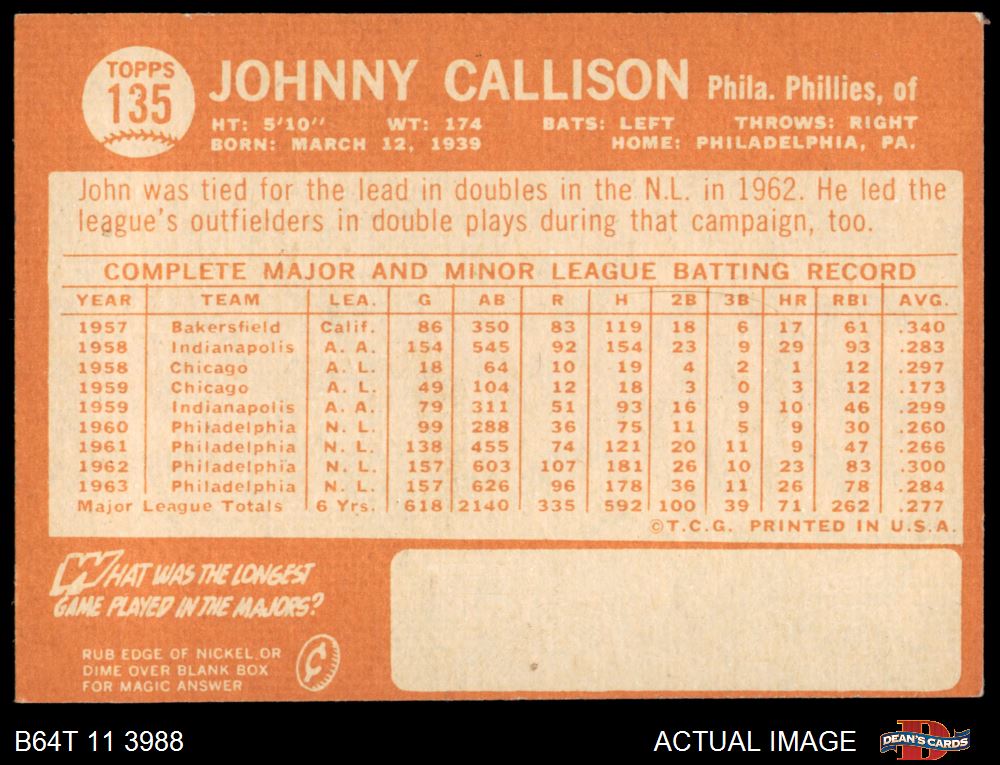 TOPPS
135
JOHNNY CALLISON Phila. Phillies, of
HT: 5'10" WT: 174 BATS: LEFT THROWS: RIGHT
BORN: MARCH 12, 1939 HOME: PHILADELPHIA, PA.
John was tied for the lead in doubles in the N.L. in 1962. He led the
league's outfielders in double plays during that campaign, too.
COMPLETE MAJOR AND MINOR LEAGUE BATTING RECORD
YEAR TEAM LEA. G AB R H 2B 3B HR RBI AVG.
1957 Bakersfield Calif. 86 350 83 119 18 6 17 61 .340
1958 Indianapolis A. A. 154 545 92 154 23 9 29 93 .283
1958 Chicago A. L. 18 64 10 19 4 2 1 12 .297
1959 Chicago A. L. 49 104 12 18 3 0 3 12 .173
1959 Indianapolis A. A. 79 311 51 93 16 9 10 46 .299
1960 Philadelphia N. L. 99 288 36 75 11 5 9 30 .260
1961 Philadelphia N. L. 138 455 74 121 20 11 9 47 .266
1962 Philadelphia N. L. 157 603 107 181 26 10 23 83 .300
1963 Philadelphia N. L. 157 626 96 178 36 11 26 78 .284
Major League Totals 6 Yrs. 618 2140 335 592 100 39 71 262 .277
©T.C.G. PRINTED IN U.S.A.
WHAT WAS THE LONGEST
GAME PLAYED IN THE MAJORS?
RUB EDGE OF NICKEL OR
DIME OVER BLANK BOX
FOR MAGIC ANSWER
B64T 11 3988 ACTUAL IMAGE DEAN'S CARDS